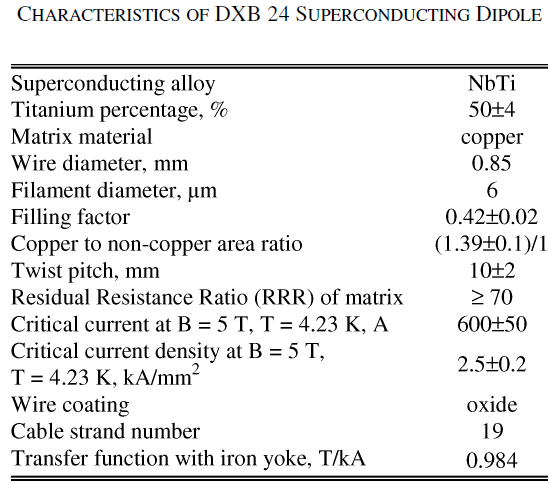 CHARACTERISTICS OF DXB 24 SUPERCONDUCTING DIPOLE
Superconducting alloy NbTi
Titanium percentage, % 50±4
Matrix material copper
Wire diameter, mm 0.85
Filament diameter, µm 6
Filling factor 0.42±0.02
Copper to non-copper area ratio (1.39±0.1)/1
Twist pitch, mm 10±2
Residual Resistance Ratio (RRR) of matrix ≥ 70
Critical current at B = 5 T, T = 4.23 K, A 600±50
Critical current density at B = 5 T,
T = 4.23 K, kA/mm² 2.5±0.2
Wire coating oxide
Cable strand number 19
Transfer function with iron yoke, T/kA 0.984